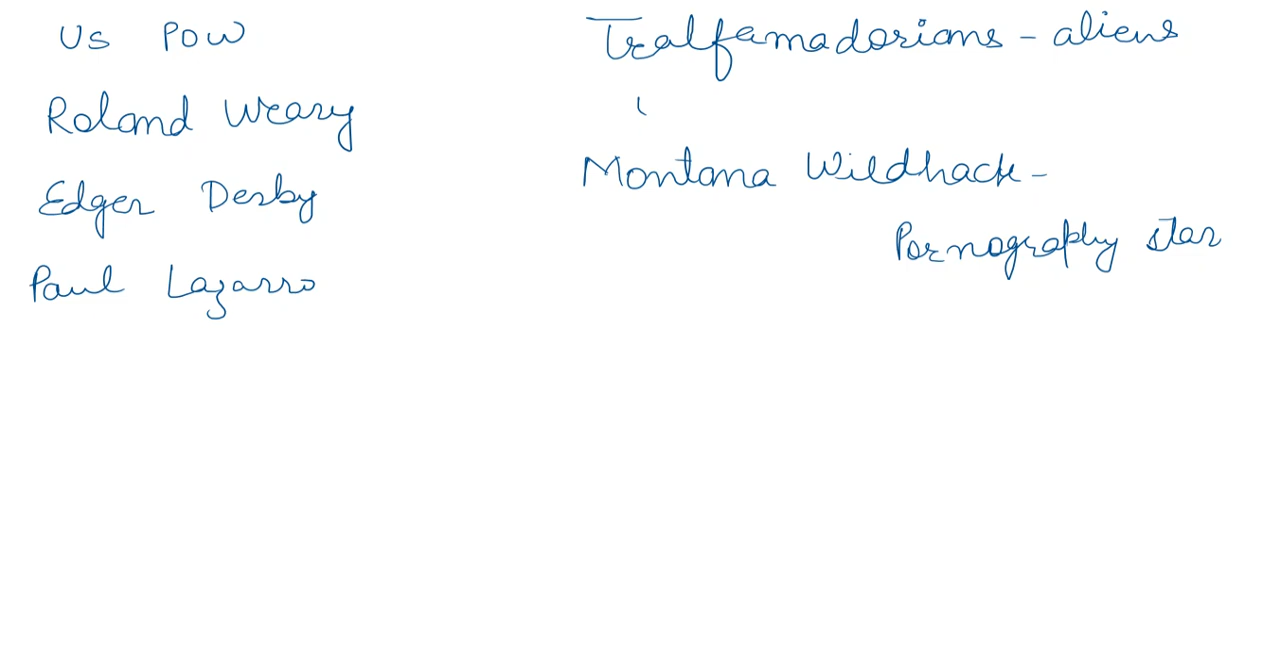 US POW
Roland Weary
Edger Derby
Paul Lazarro
Tralfamadorians - aliens
Montana Wildhack -
Pornography star